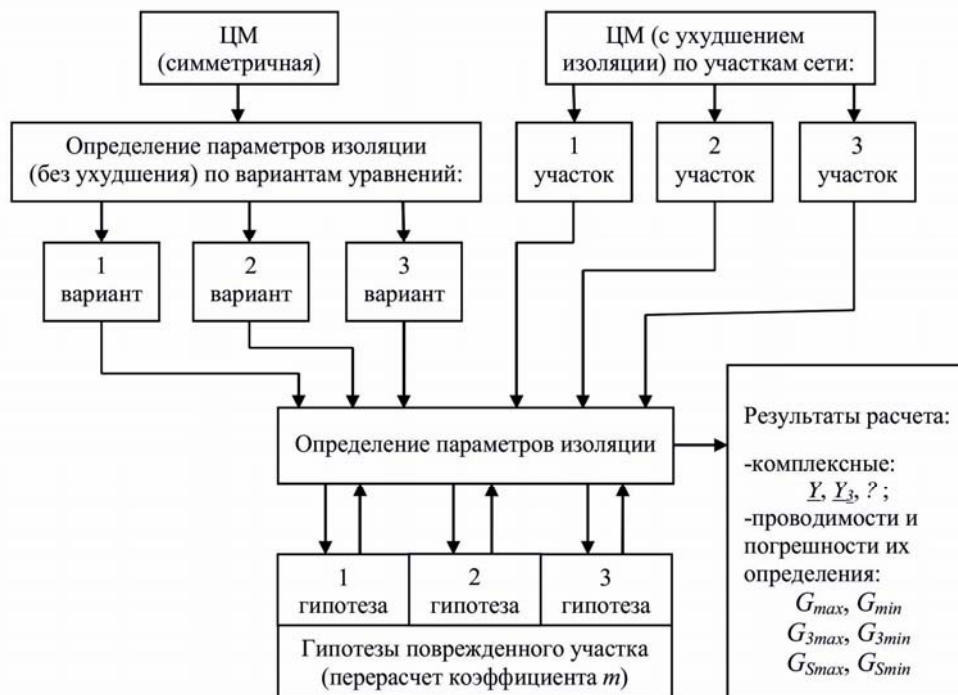 ЦМ
(симметричная)
ЦМ (с ухудшением
изоляции) по участкам сети:
Определение параметров изоляции
(без ухудшения) по вариантам уравнений:
1
участок
2
участок
3
участок
1
вариант
2
вариант
3
вариант
Определение параметров изоляции
Результаты расчета:
-комплексные:
Y, Y3, ? ;
-проводимости и
погрешности их
определения:
Gmax, Gmin
G3max, G3min
GSmax, GSmin
1
гипотеза
2
гипотеза
3
гипотеза
Гипотезы поврежденного участка
(перерасчет коэффициента m)